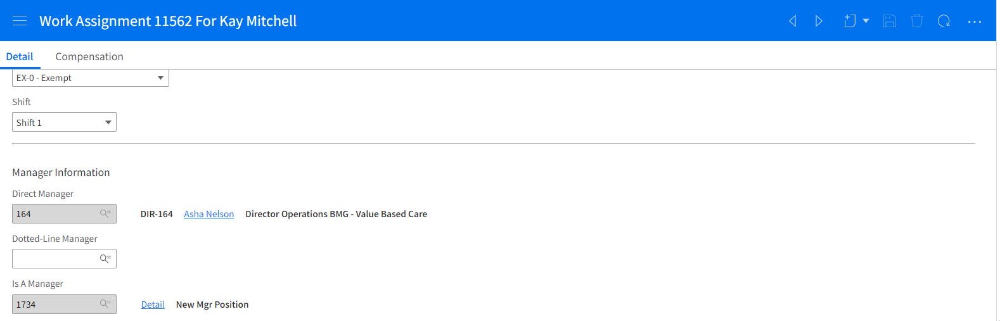 Work Assignment 11562 For Kay Mitchell
Detail Compensation
EX-0 - Exempt
Shift
Shift 1
Manager Information
Direct Manager
164 DIR-164 Asha Nelson Director Operations BMG - Value Based Care
Dotted-Line Manager
Is A Manager
1734 Detail New Mgr Position